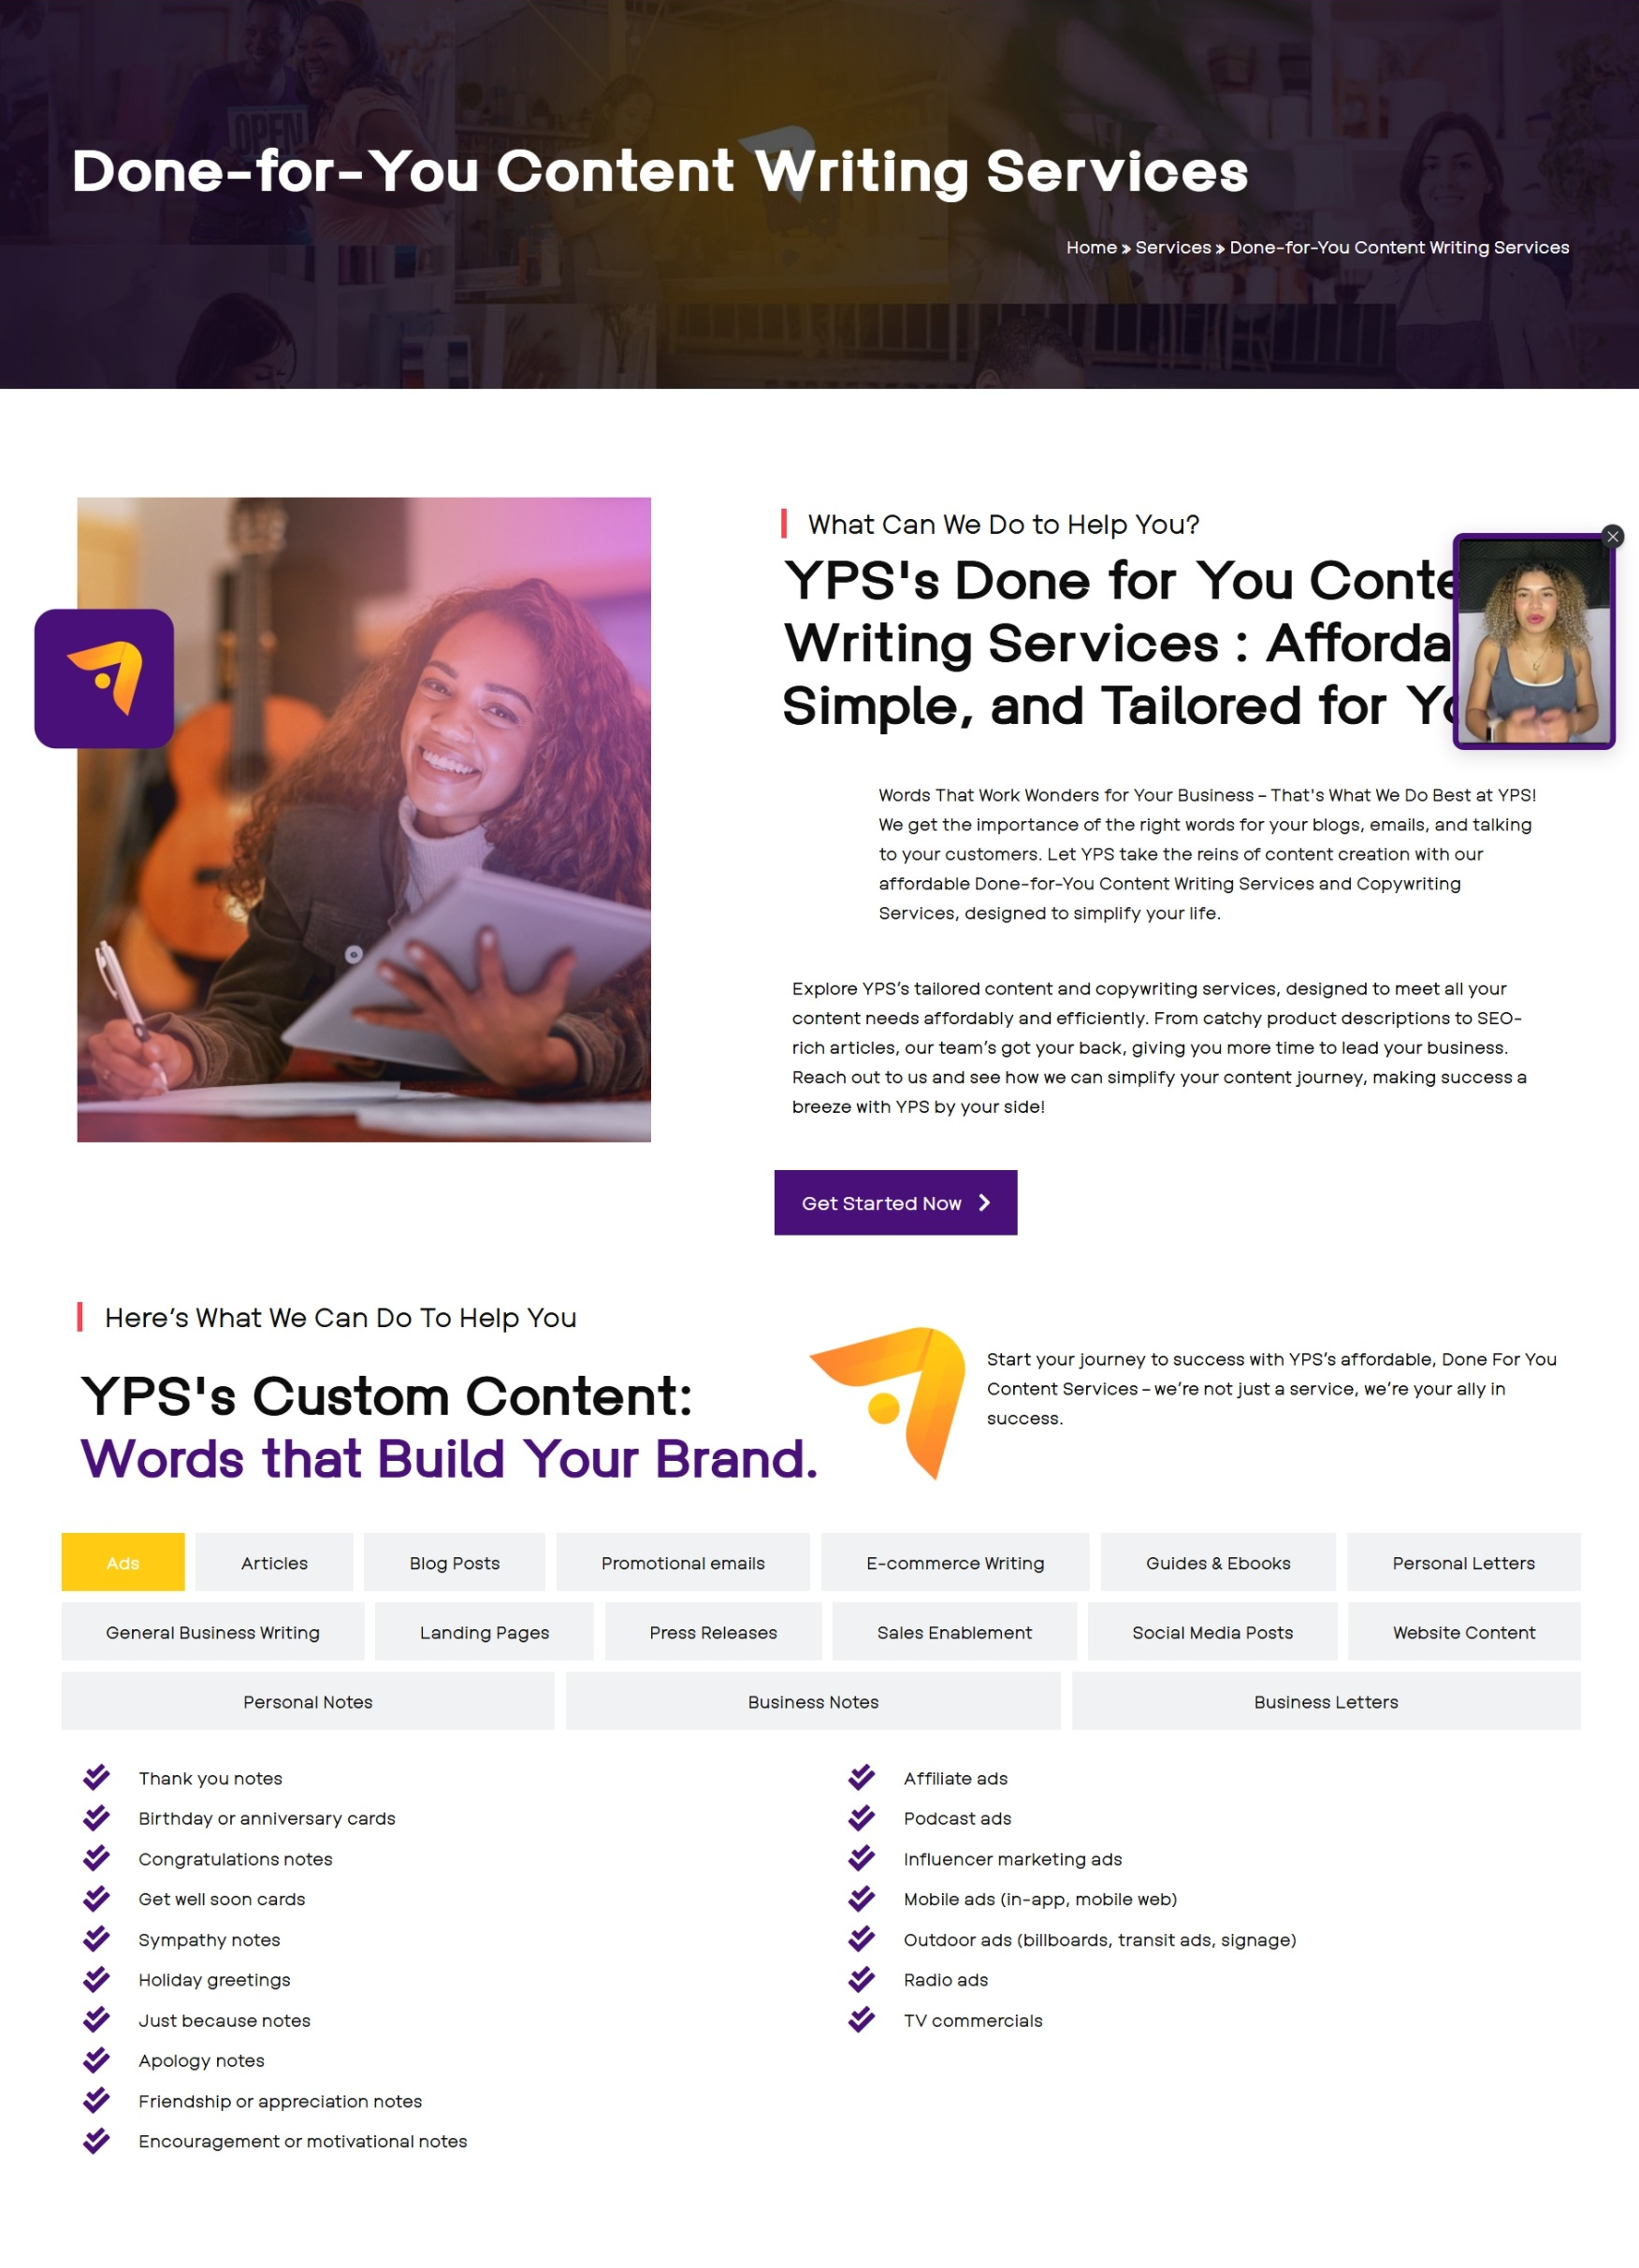 OPEN
Done-for-You Content Writing Services
Home » Services » Done-for-You Content Writing Services
What Can We Do to Help You?
YPS's Done for You
Writing Services :
Simple, and Tailored for
Words That Work Wonders for Your Business – That's What We Do Best at YPS!
We get the importance of the right words for your blogs, emails, and talking
to your customers. Let YPS take the reins of content creation with our
affordable Done-for-You Content Writing Services and Copywriting
Services, designed to simplify your life.
Explore YPS’s tailored content and copywriting services, designed to meet all your
content needs affordably and efficiently. From catchy product descriptions to SEO-
rich articles, our team’s got your back, giving you more time to lead your business.
Reach out to us and see how we can simplify your content journey, making success a
breeze with YPS by your side!
Get Started Now
Here’s What We Can Do To Help You
YPS's Custom Content:
Words that Build Your Brand.
Start your journey to success with YPS’s affordable, Done For You
Content Services – we’re not just a service, we’re your ally in
success.
Ads
Articles
Blog Posts
Promotional emails
E-commerce Writing
Guides & Ebooks
Personal Letters
General Business Writing
Landing Pages
Press Releases
Sales Enablement
Social Media Posts
Website Content
Personal Notes
Business Notes
Business Letters
Thank you notes
Birthday or anniversary cards
Congratulations notes
Get well soon cards
Sympathy notes
Holiday greetings
Just because notes
Apology notes
Friendship or appreciation notes
Encouragement or motivational notes
Affiliate ads
Podcast ads
Influencer marketing ads
Mobile ads (in-app, mobile web)
Outdoor ads (billboards, transit ads, signage)
Radio ads
TV commercials